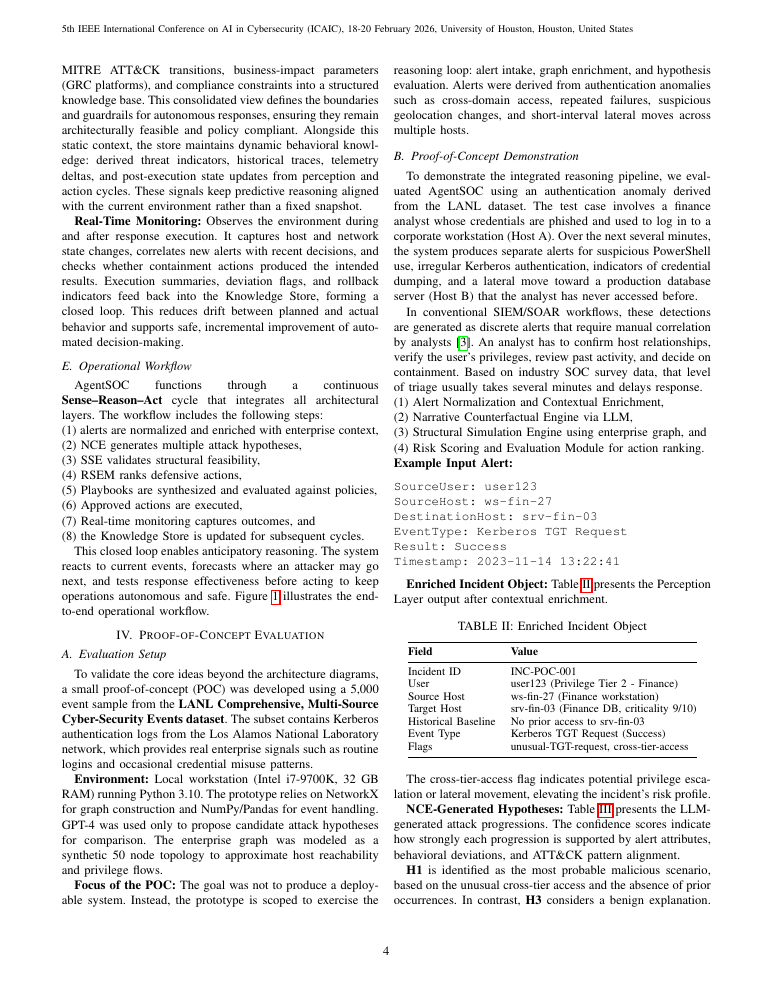 5th IEEE International Conference on AI in Cybersecurity (ICAIC), 18-20 February 2026, University of Houston, Houston, United States
MITRE ATT&CK transitions, business-impact parameters
(GRC platforms), and compliance constraints into a structured
knowledge base. This consolidated view defines the boundaries
and guardrails for autonomous responses, ensuring they remain
architecturally feasible and policy compliant. Alongside this
static context, the store maintains dynamic behavioral knowl-
edge: derived threat indicators, historical traces, telemetry
deltas, and post-execution state updates from perception and
action cycles. These signals keep predictive reasoning aligned
with the current environment rather than a fixed snapshot.
Real-Time Monitoring: Observes the environment during
and after response execution. It captures host and network
state changes, correlates new alerts with recent decisions, and
checks whether containment actions produced the intended
results. Execution summaries, deviation flags, and rollback
indicators feed back into the Knowledge Store, forming a
closed loop. This reduces drift between planned and actual
behavior and supports safe, incremental improvement of auto-
mated decision-making.
E. Operational Workflow
AgentSOC functions through a continuous
Sense–Reason–Act cycle that integrates all architectural
layers. The workflow includes the following steps:
(1) alerts are normalized and enriched with enterprise context,
(2) NCE generates multiple attack hypotheses,
(3) SSE validates structural feasibility,
(4) RSEM ranks defensive actions,
(5) Playbooks are synthesized and evaluated against policies,
(6) Approved actions are executed,
(7) Real-time monitoring captures outcomes, and
(8) the Knowledge Store is updated for subsequent cycles.
This closed loop enables anticipatory reasoning. The system
reacts to current events, forecasts where an attacker may go
next, and tests response effectiveness before acting to keep
operations autonomous and safe. Figure 1 illustrates the end-
to-end operational workflow.
IV. PROOF-OF-CONCEPT EVALUATION
A. Evaluation Setup
To validate the core ideas beyond the architecture diagrams,
a small proof-of-concept (POC) was developed using a 5,000
event sample from the LANL Comprehensive, Multi-Source
Cyber-Security Events dataset. The subset contains Kerberos
authentication logs from the Los Alamos National Laboratory
network, which provides real enterprise signals such as routine
logins and occasional credential misuse patterns.
Environment: Local workstation (Intel i7-9700K, 32 GB
RAM) running Python 3.10. The prototype relies on NetworkX
for graph construction and NumPy/Pandas for event handling.
GPT-4 was used only to propose candidate attack hypotheses
for comparison. The enterprise graph was modeled as a
synthetic 50 node topology to approximate host reachability
and privilege flows.
Focus of the POC: The goal was not to produce a deploy-
able system. Instead, the prototype is scoped to exercise the
reasoning loop: alert intake, graph enrichment, and hypothesis
evaluation. Alerts were derived from authentication anomalies
such as cross-domain access, repeated failures, suspicious
geolocation changes, and short-interval lateral moves across
multiple hosts.
B. Proof-of-Concept Demonstration
To demonstrate the integrated reasoning pipeline, we eval-
uated AgentSOC using an authentication anomaly derived
from the LANL dataset. The test case involves a finance
analyst whose credentials are phished and used to log in to a
corporate workstation (Host A). Over the next several minutes,
the system produces separate alerts for suspicious PowerShell
use, irregular Kerberos authentication, indicators of credential
dumping, and a lateral move toward a production database
server (Host B) that the analyst has never accessed before.
In conventional SIEM/SOAR workflows, these detections
are generated as discrete alerts that require manual correlation
by analysts [3]. An analyst has to confirm host relationships,
verify the user's privileges, review past activity, and decide on
containment. Based on industry SOC survey data, that level
of triage usually takes several minutes and delays response.
(1) Alert Normalization and Contextual Enrichment,
(2) Narrative Counterfactual Engine via LLM,
(3) Structural Simulation Engine using enterprise graph, and
(4) Risk Scoring and Evaluation Module for action ranking.
Example Input Alert:
SourceUser: user123
SourceHost: ws-fin-27
DestinationHost: srv-fin-03
EventType: Kerberos TGT Request
Result: Success
Timestamp: 2023-11-14 13:22:41
Enriched Incident Object: Table II presents the Perception
Layer output after contextual enrichment.
TABLE II: Enriched Incident Object
Field Value
Incident ID INC-POC-001
User user123 (Privilege Tier 2 - Finance)
Source Host ws-fin-27 (Finance workstation)
Target Host srv-fin-03 (Finance DB, criticality 9/10)
Historical Baseline No prior access to srv-fin-03
Event Type Kerberos TGT Request (Success)
Flags unusual-TGT-request, cross-tier-access
The cross-tier-access flag indicates potential privilege esca-
lation or lateral movement, elevating the incident's risk profile.
NCE-Generated Hypotheses: Table III presents the LLM-
generated attack progressions. The confidence scores indicate
how strongly each progression is supported by alert attributes,
behavioral deviations, and ATT&CK pattern alignment.
H1 is identified as the most probable malicious scenario,
based on the unusual cross-tier access and the absence of prior
occurrences. In contrast, H3 considers a benign explanation.
4